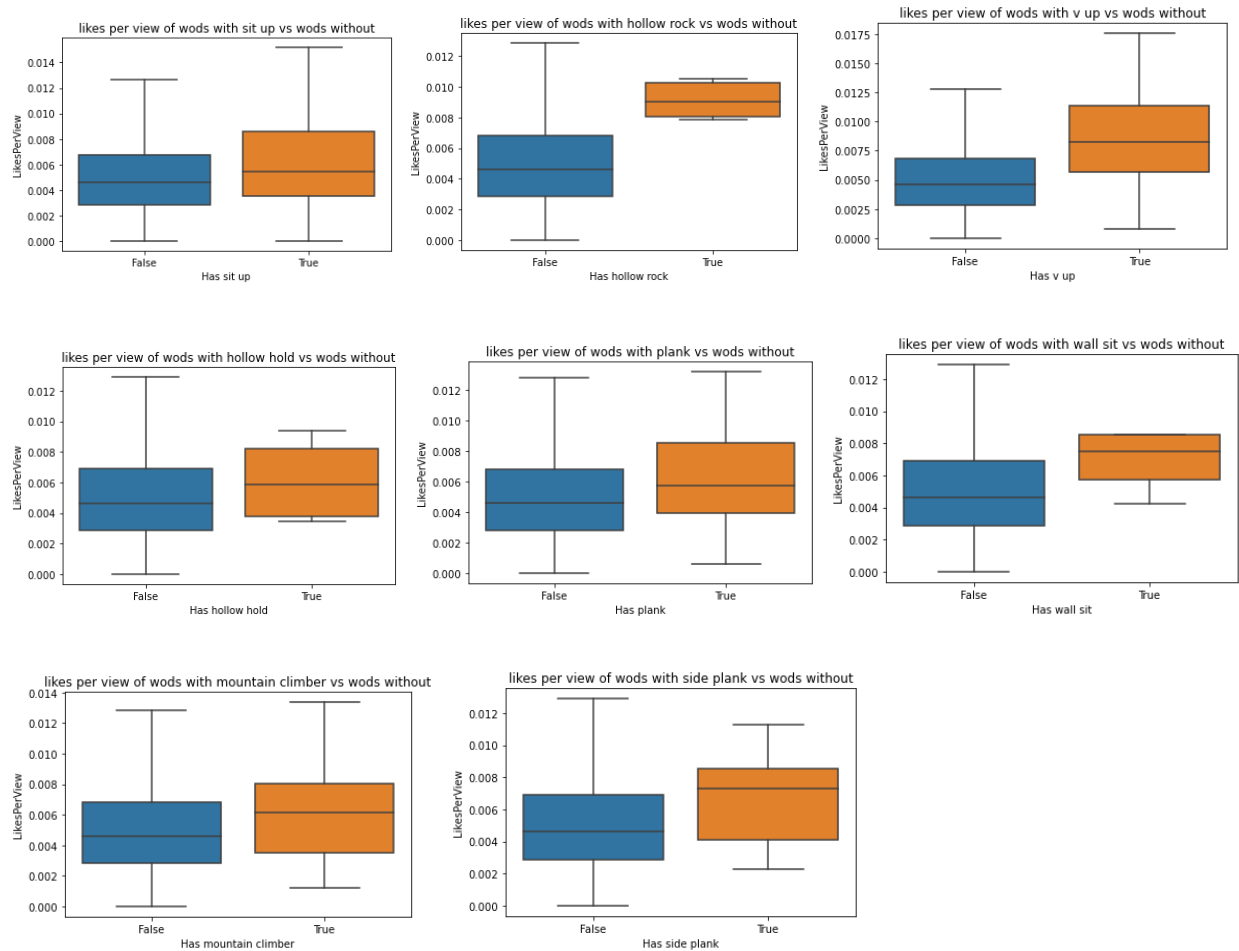 likes per view of wods with sit up vs wods without
0.014
0.012
0.010
0.008
0.006
0.004
0.002
0.000
LikesPerView
False
True
Has sit up
likes per view of wods with hollow rock vs wods without
0.012
0.010
0.008
0.006
0.004
0.002
0.000
LikesPerView
False
True
Has hollow rock
likes per view of wods with v up vs wods without
0.0175
0.0150
0.0125
0.0100
0.0075
0.0050
0.0025
0.0000
LikesPerView
False
True
Has v up
likes per view of wods with hollow hold vs wods without
0.012
0.010
0.008
0.006
0.004
0.002
0.000
LikesPerView
False
True
Has hollow hold
likes per view of wods with plank vs wods without
0.012
0.010
0.008
0.006
0.004
0.002
0.000
LikesPerView
False
True
Has plank
likes per view of wods with wall sit vs wods without
0.012
0.010
0.008
0.006
0.004
0.002
0.000
LikesPerView
False
True
Has wall sit
likes per view of wods with mountain climber vs wods without
0.014
0.012
0.010
0.008
0.006
0.004
0.002
0.000
LikesPerView
False
True
Has mountain climber
likes per view of wods with side plank vs wods without
0.012
0.010
0.008
0.006
0.004
0.002
0.000
LikesPerView
False
True
Has side plank